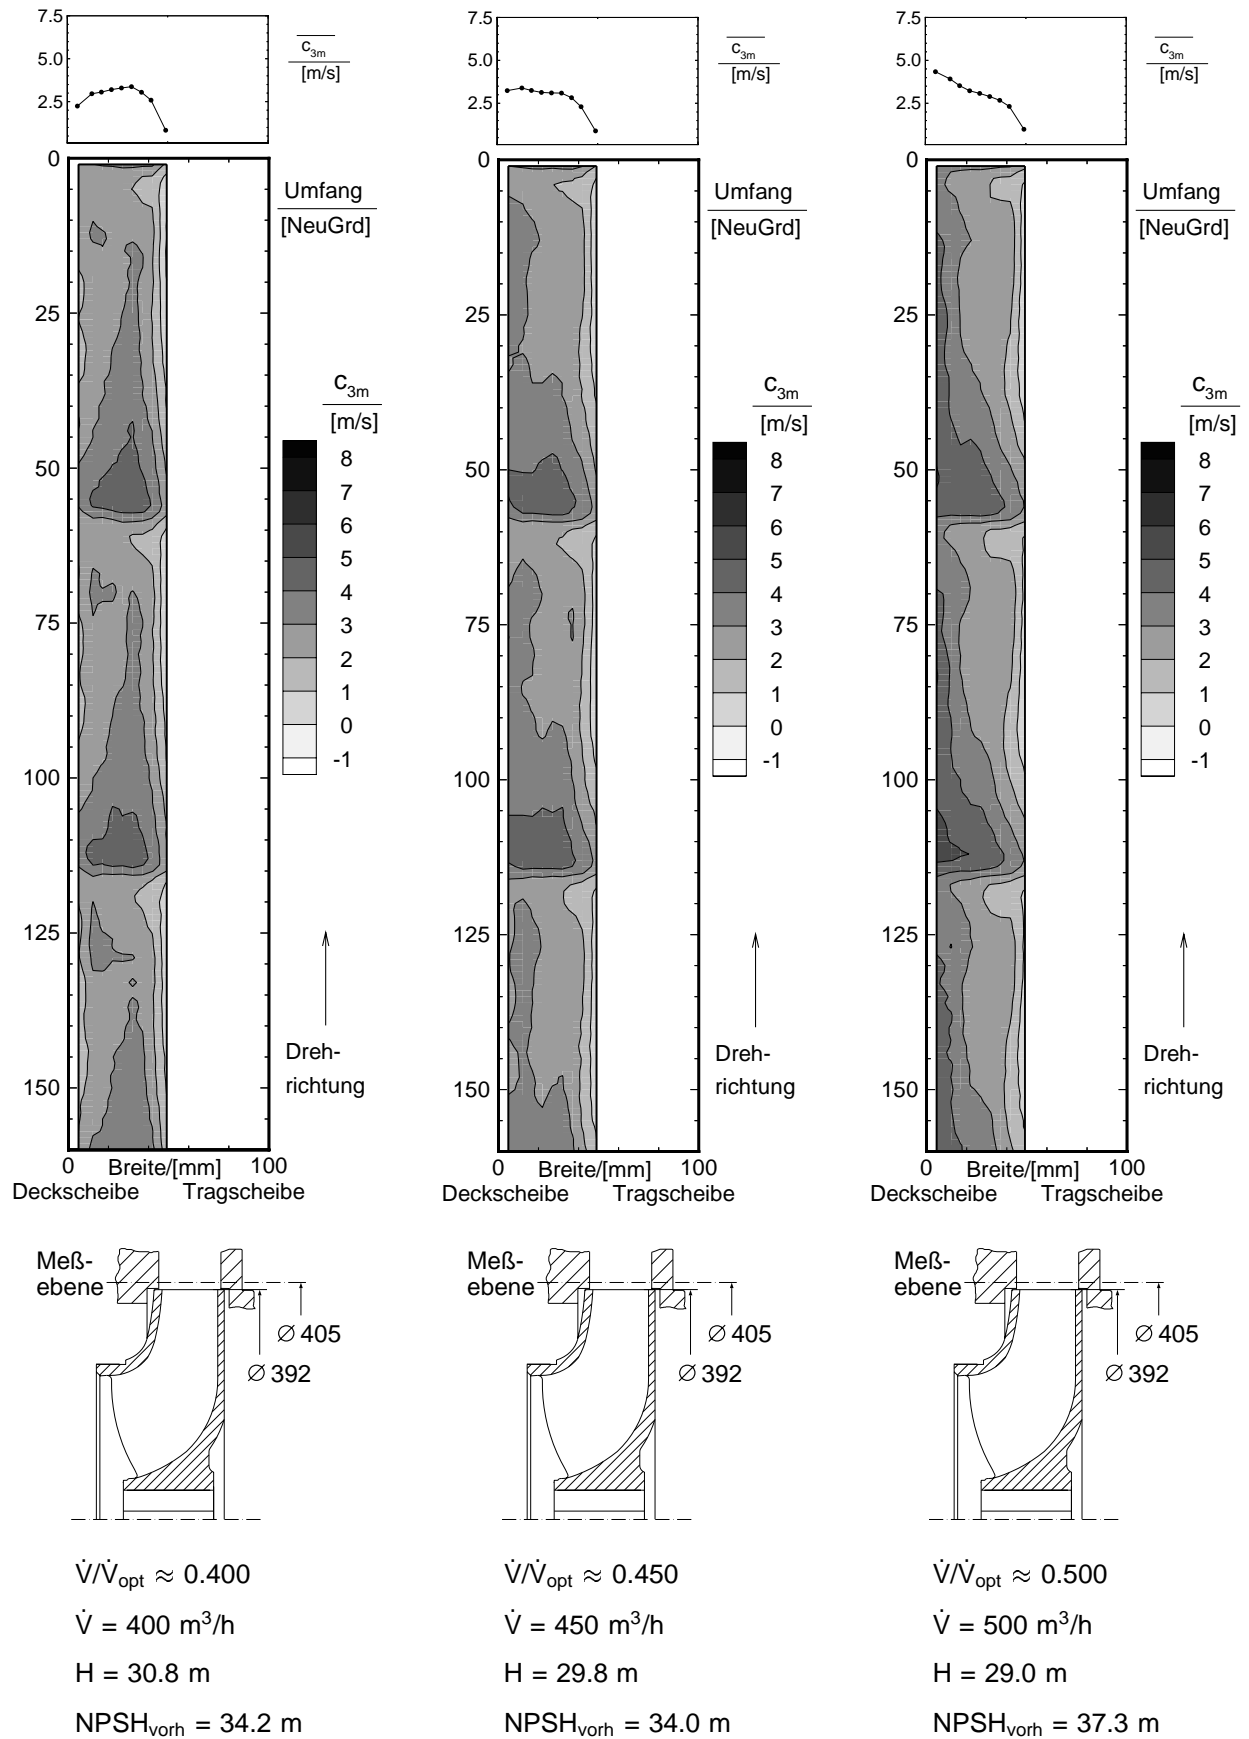 7.5
5.0
2.5
c3m
[m/s]
0
25
50
75
100
125
150
Umfang
[NeuGrd]
c3m
[m/s]
8
7
6
5
4
3
2
1
0
-1
Dreh-
richtung
0 Breite/[mm] 100
Deckscheibe Tragscheibe
Meß-
ebene
∅ 405
∅ 392
V̇/V̇opt ≈ 0.400
V̇ = 400 m³/h
H = 30.8 m
NPSHvorh = 34.2 m
7.5
5.0
2.5
c3m
[m/s]
0
25
50
75
100
125
150
Umfang
[NeuGrd]
c3m
[m/s]
8
7
6
5
4
3
2
1
0
-1
Dreh-
richtung
0 Breite/[mm] 100
Deckscheibe Tragscheibe
Meß-
ebene
∅ 405
∅ 392
V̇/V̇opt ≈ 0.450
V̇ = 450 m³/h
H = 29.8 m
NPSHvorh = 34.0 m
7.5
5.0
2.5
c3m
[m/s]
0
25
50
75
100
125
150
Umfang
[NeuGrd]
c3m
[m/s]
8
7
6
5
4
3
2
1
0
-1
Dreh-
richtung
0 Breite/[mm] 100
Deckscheibe Tragscheibe
Meß-
ebene
∅ 405
∅ 392
V̇/V̇opt ≈ 0.500
V̇ = 500 m³/h
H = 29.0 m
NPSHvorh = 37.3 m